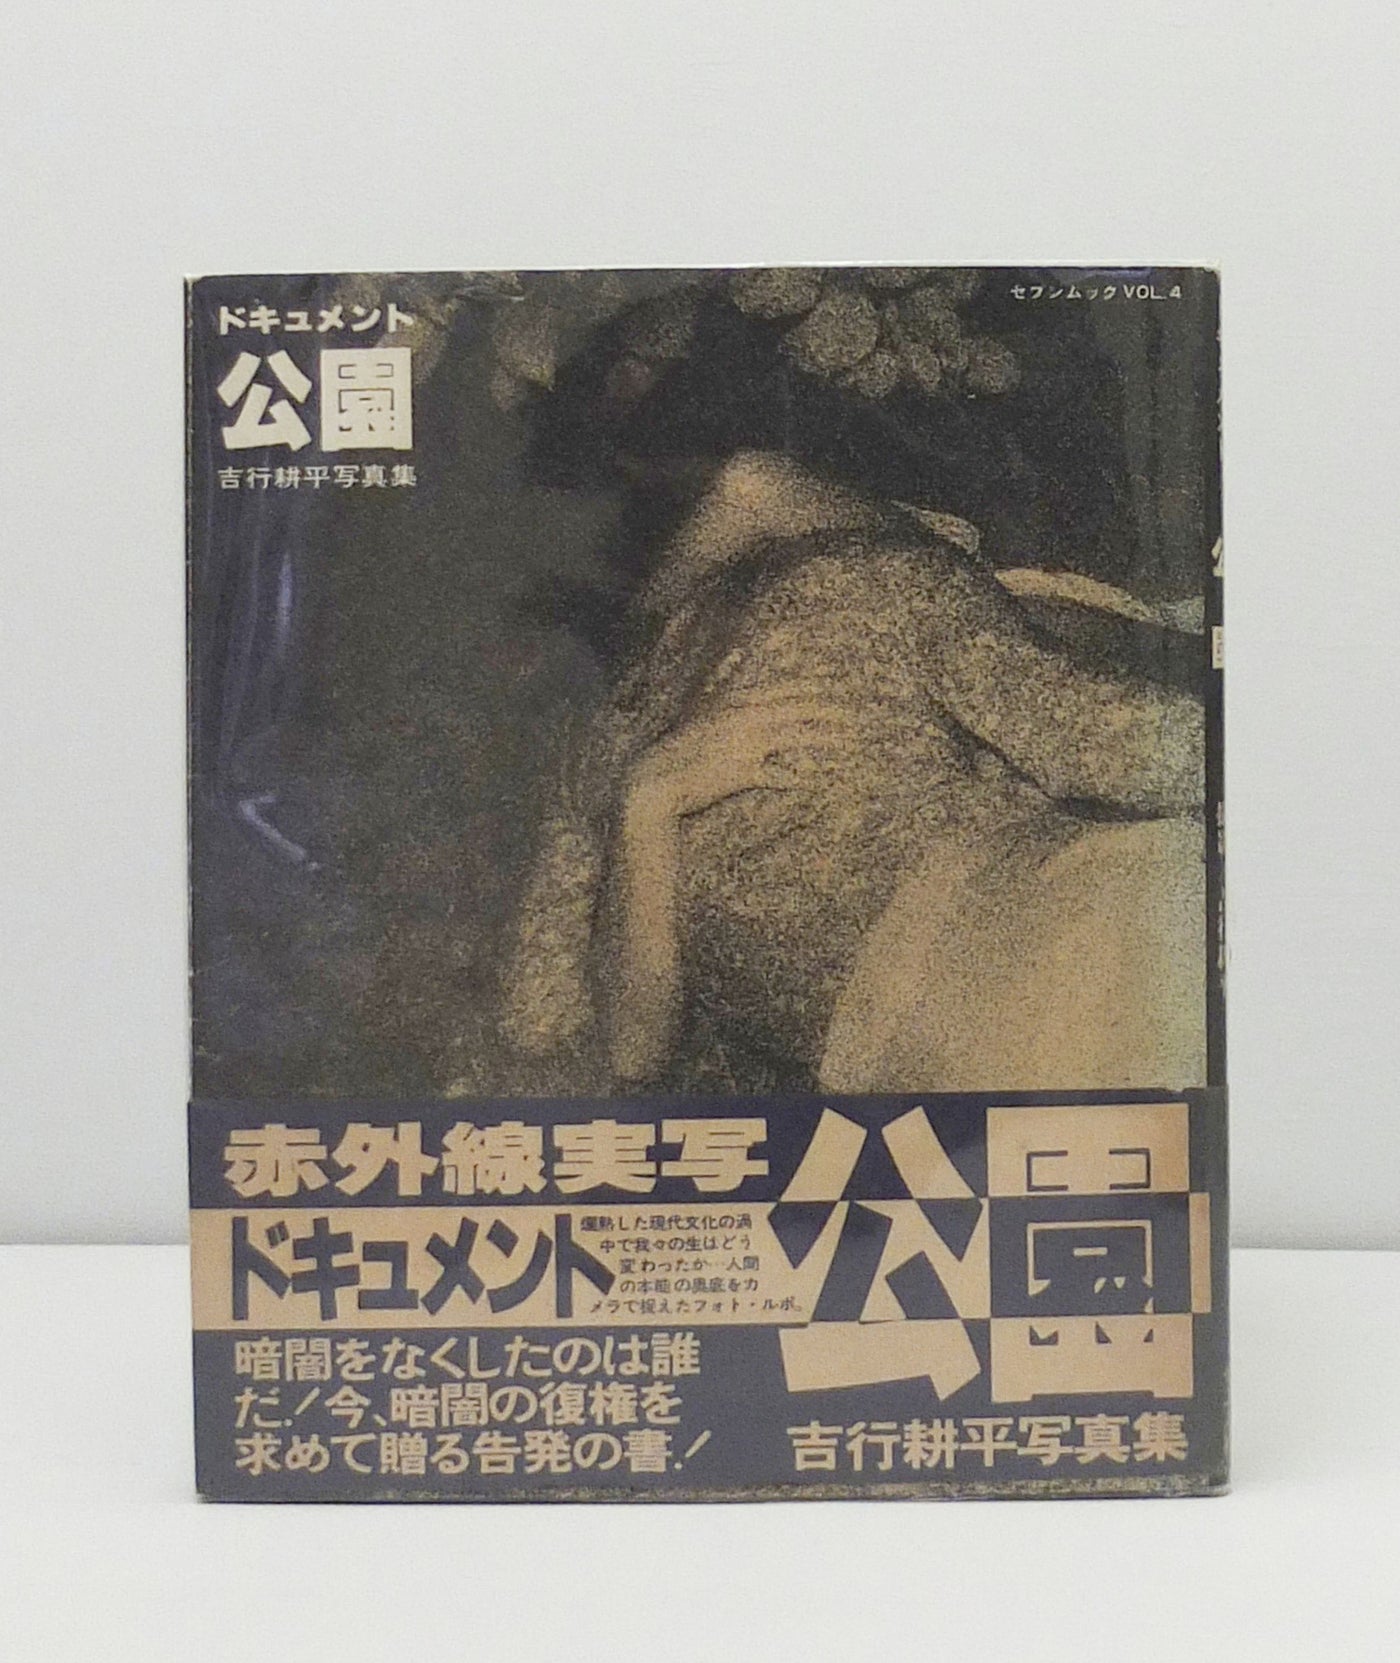 ドキュメント
公園
吉行耕平写真集
セブンムック VOL.4
赤外線実写
ドキュメント
爛熟した現代文化の渦
中で我々の生はどう
変わったか…人間
の本能の奥底をカ
メラで捉えたフォト・ルポ。
公園
暗闇をなくしたのは誰
だ!今、暗闇の復権を
求めて贈る告発の書!
吉行耕平写真集